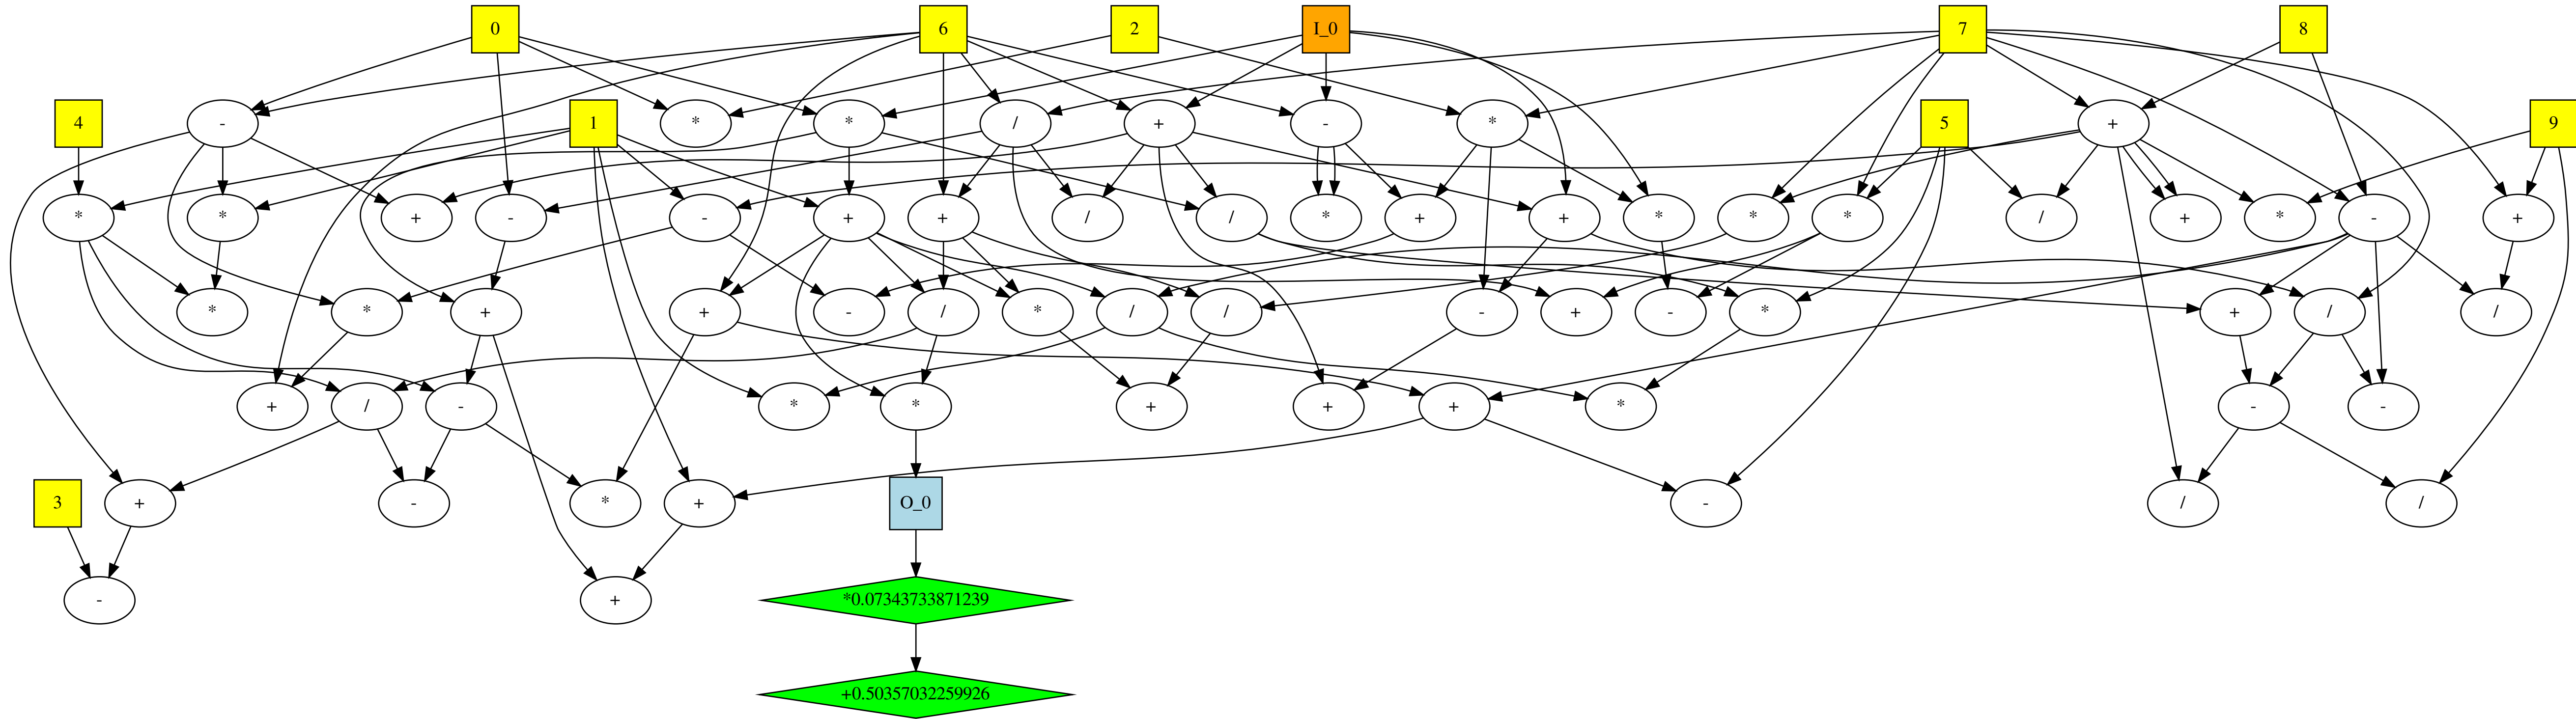 0 6 2 I_0 7 8
4 - 1 * * / + - * 5 + 9
* * + - - + + / / + + * * * / + * - +
* * + + - / * / / - + - * + / /
+ / - * * + + + * - -
3 + - * + O_0 - / /
- + *0.07343733871239
+0.50357032259926